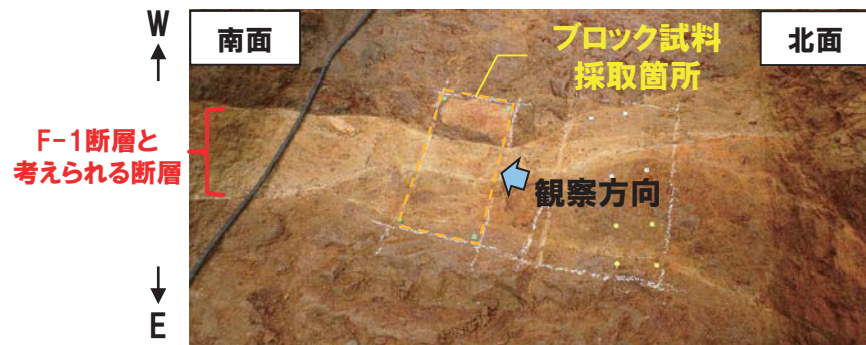 W
南面
ブロック試料
採取箇所
北面
F-1断層と
考えられる断層
観察方向
E